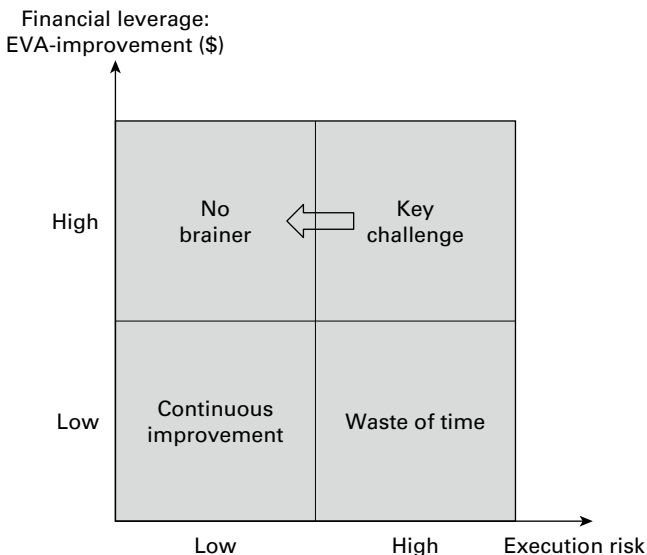 Financial leverage:
EVA-improvement ($)
High
No
brainer
Key
challenge
Low
Continuous
improvement
Waste of time
Low
High
Execution risk